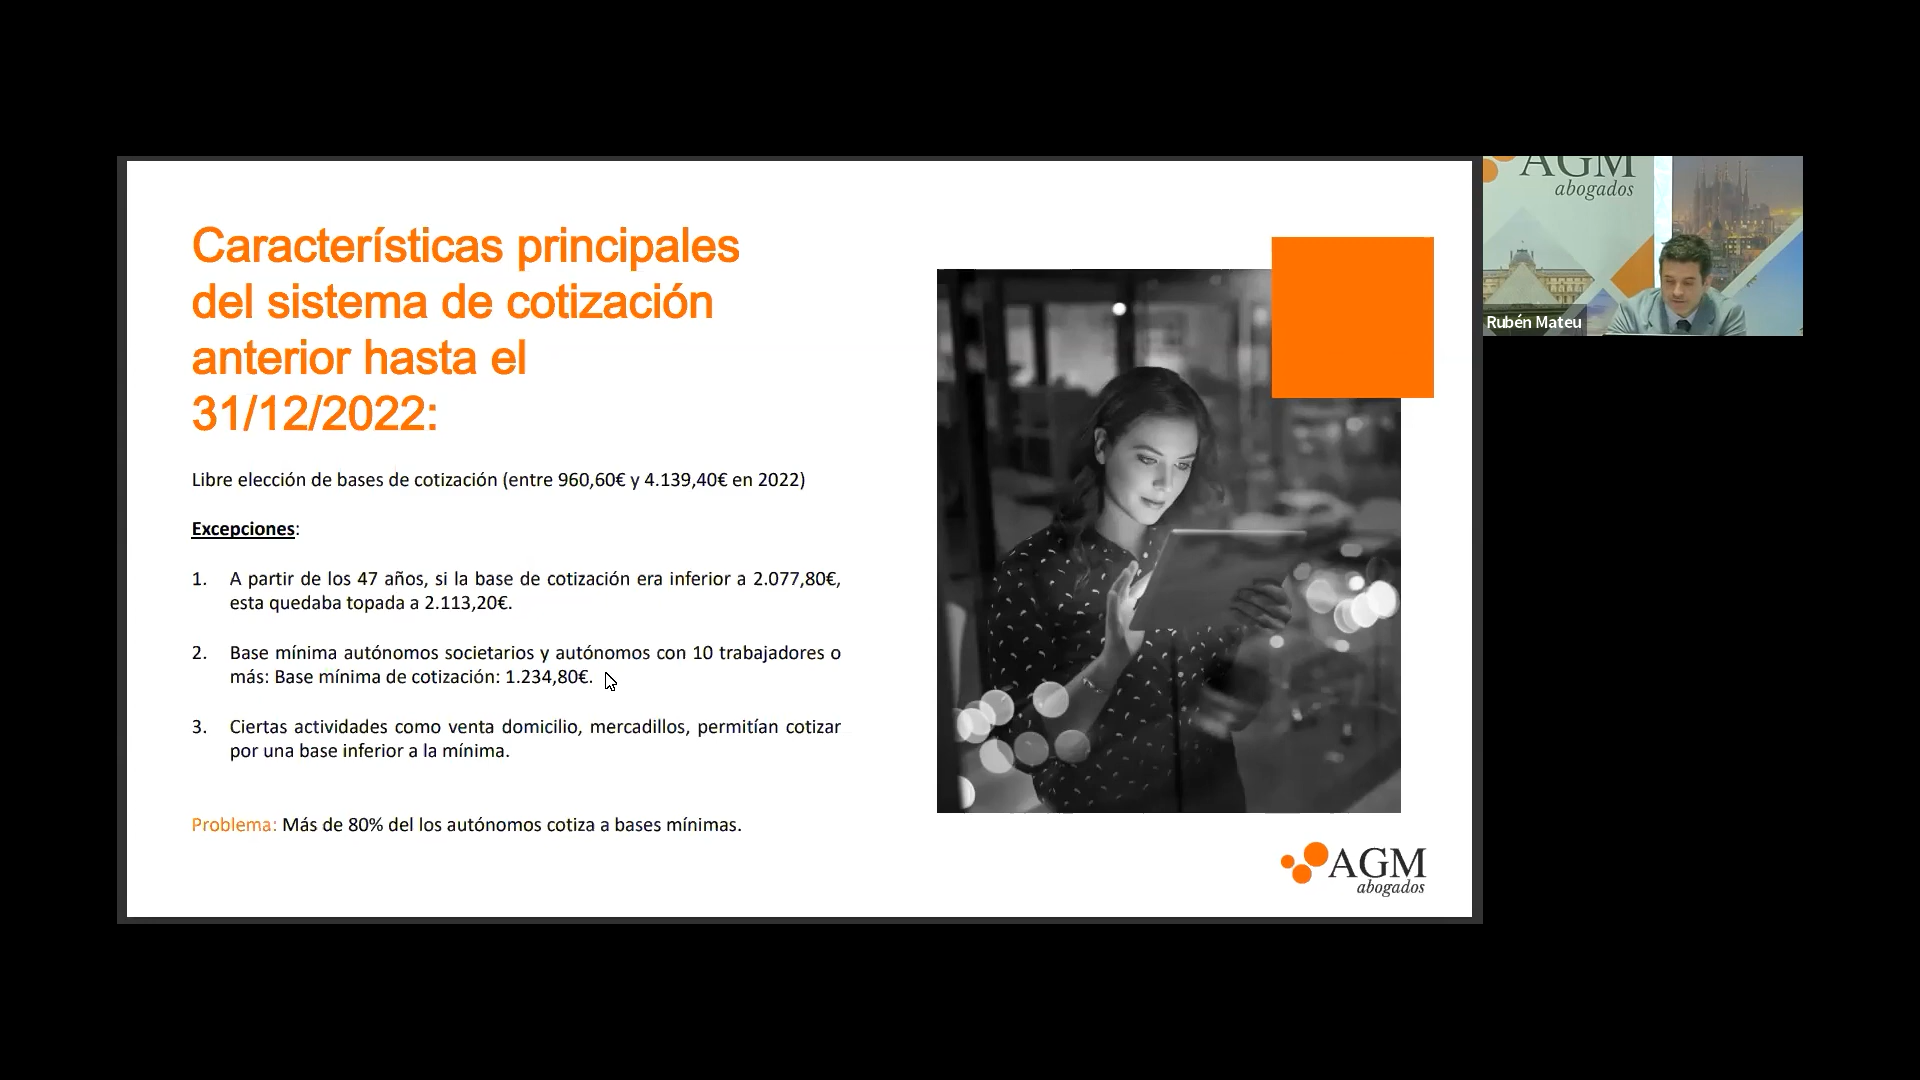 Características principales
del sistema de cotización
anterior hasta el
31/12/2022:
Libre elección de bases de cotización (entre 960,60€ y 4.139,40€ en 2022)
Excepciones:
1. A partir de los 47 años, si la base de cotización era inferior a 2.077,80€,
esta quedaba topada a 2.113,20€.
2. Base mínima autónomos societarios y autónomos con 10 trabajadores o
más: Base mínima de cotización: 1.234,80€.
3. Ciertas actividades como venta domicilio, mercadillos, permitían cotizar
por una base inferior a la mínima.
Problema: Más de 80% del los autónomos cotiza a bases mínimas.
AGM
abogados
AGM
abogados
Rubén Mateu